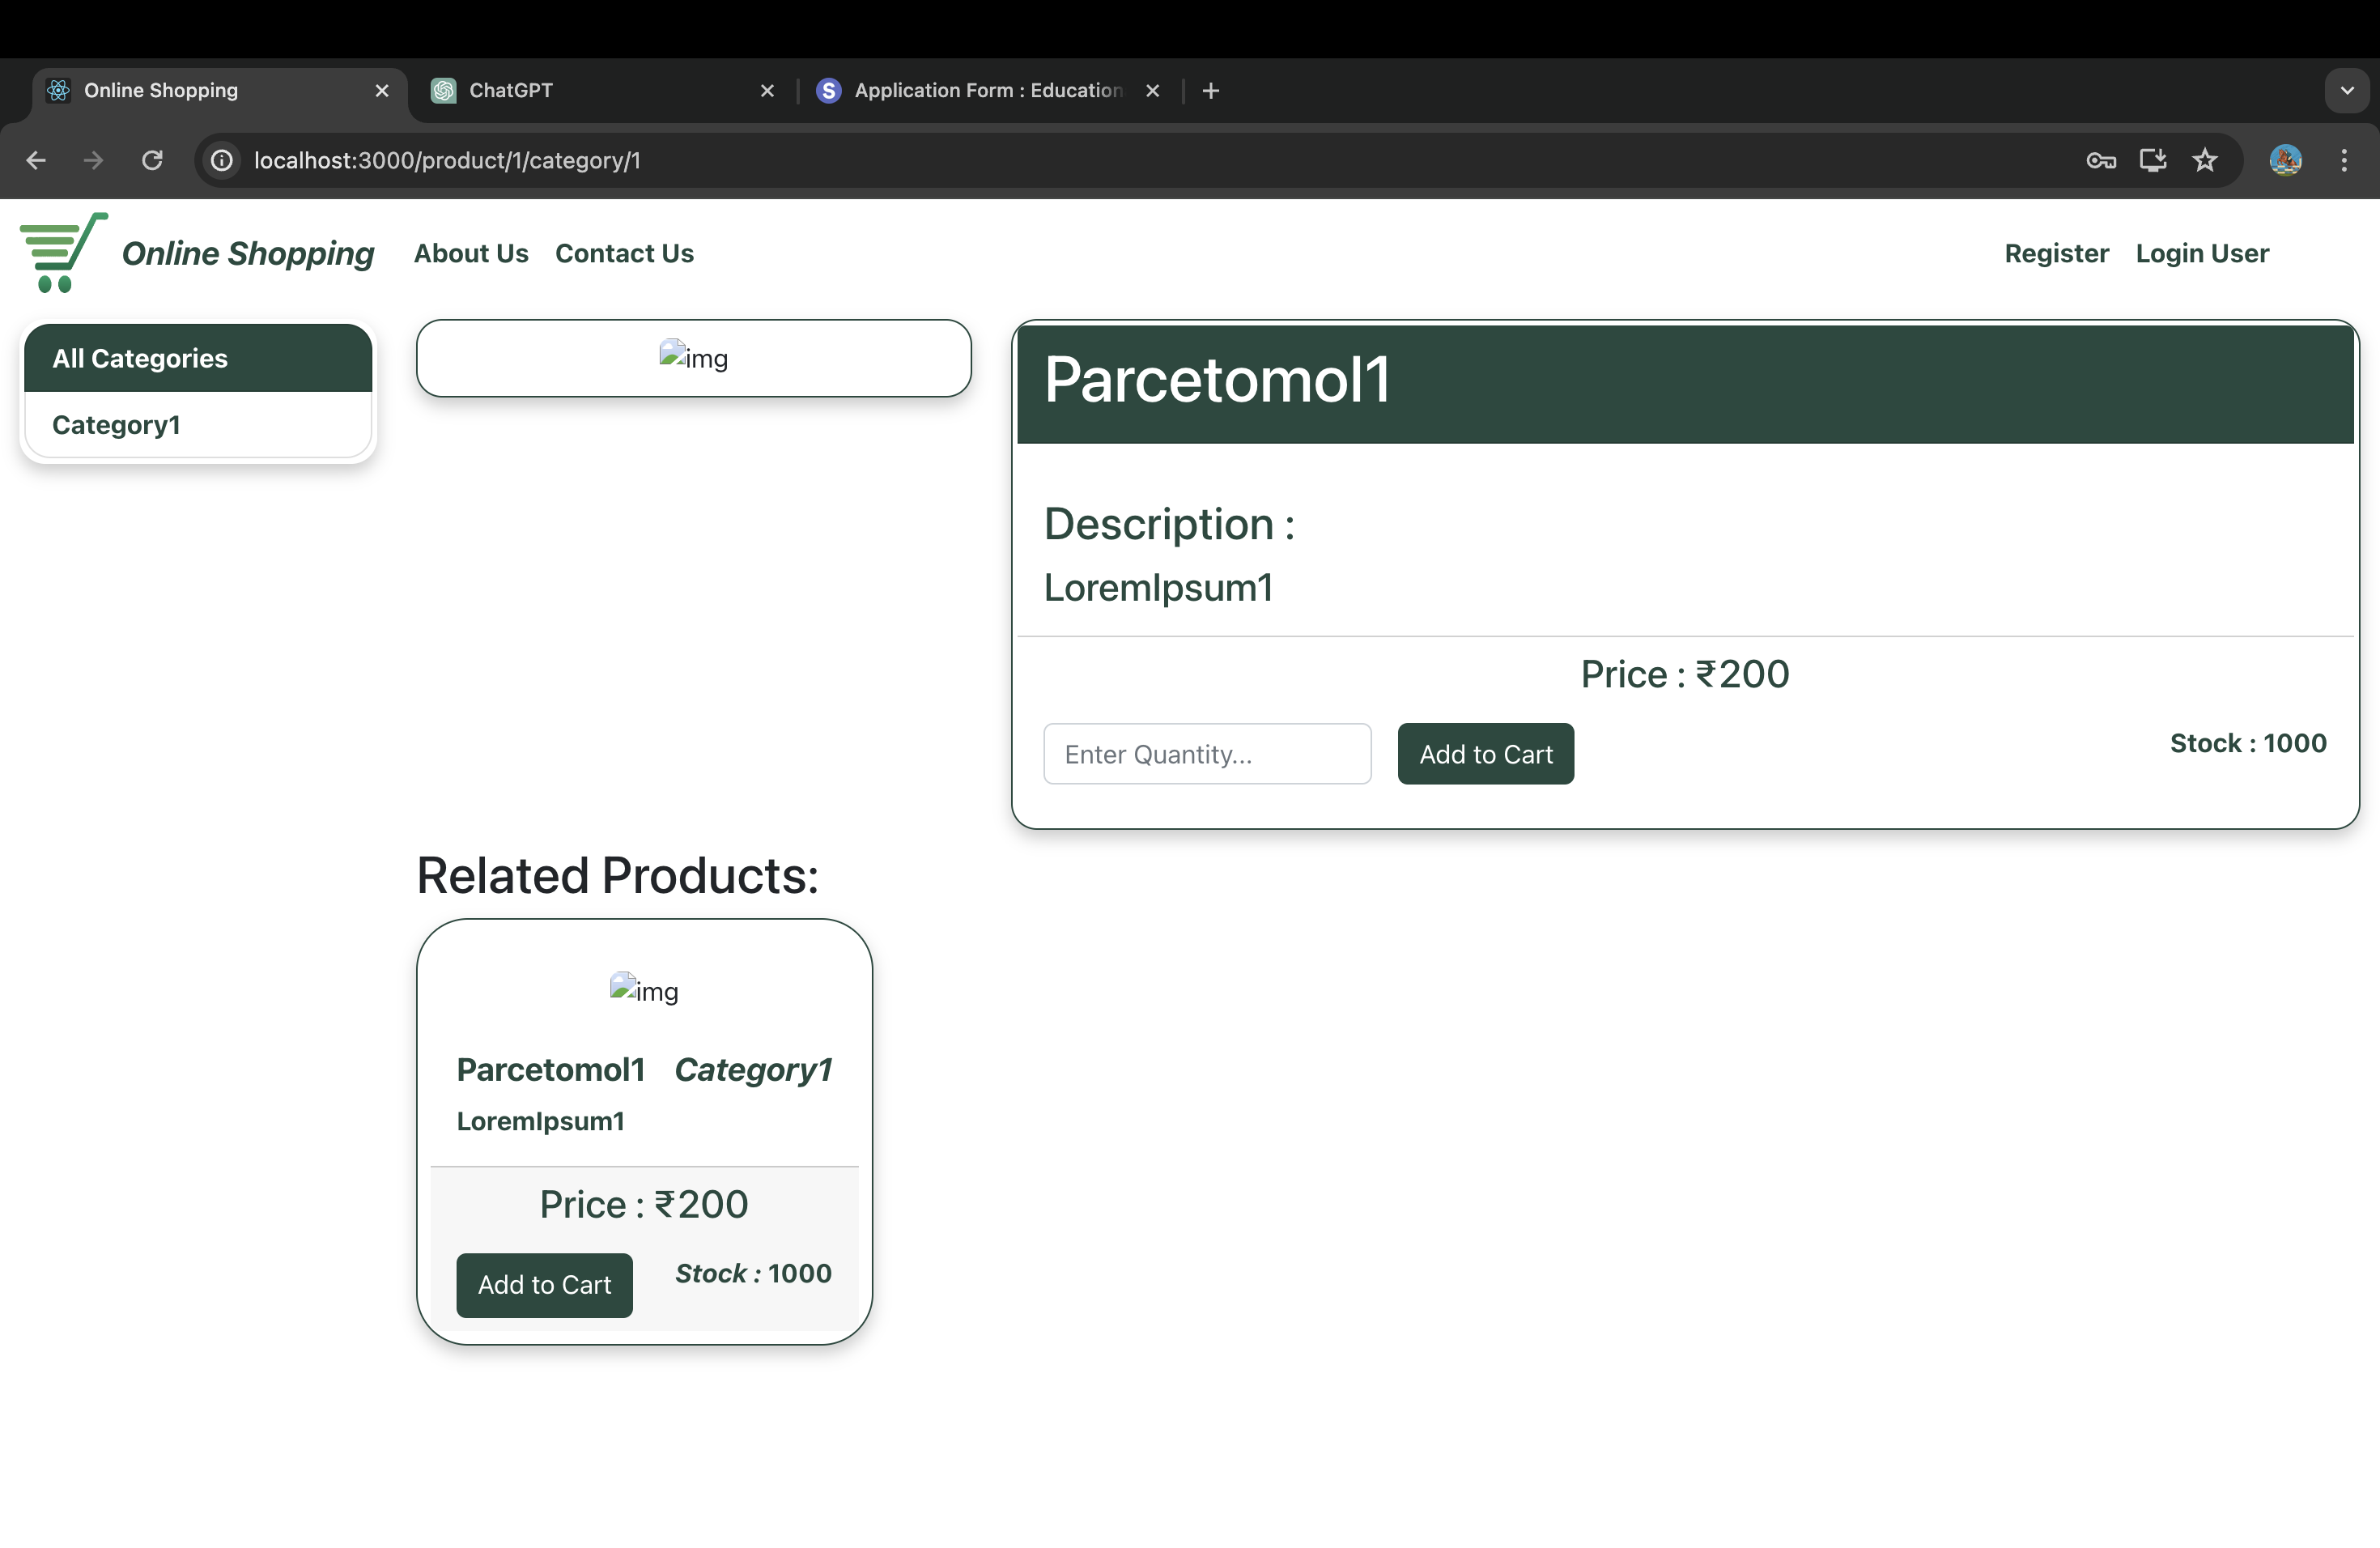 Online Shopping
ChatGPT
Application Form : Education
localhost:3000/product/1/category/1
Online Shopping About Us Contact Us Register Login User
All Categories
Category1
img
Parcetomol1
Description :
LoremIpsum1
Price : ₹200
Enter Quantity... Add to Cart Stock : 1000
Related Products:
img
Parcetomol1 Category1
LoremIpsum1
Price : ₹200
Add to Cart Stock : 1000